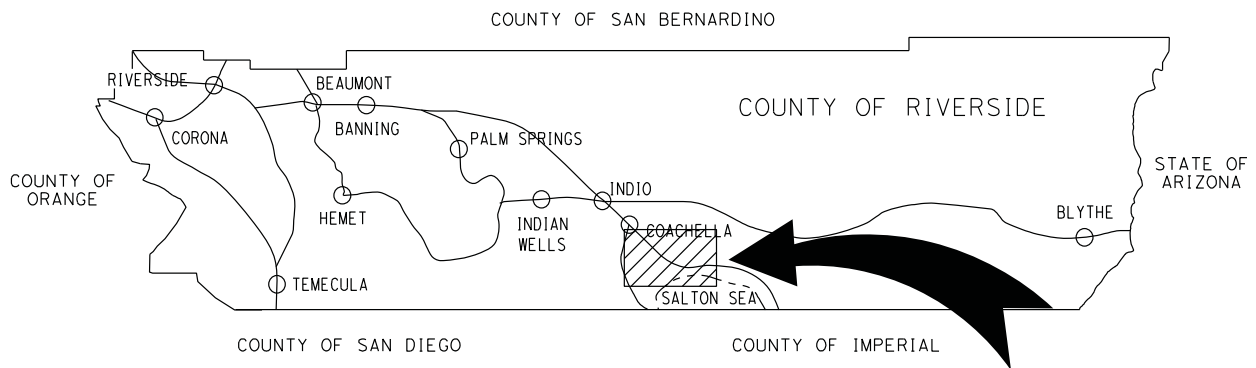 COUNTY OF SAN BERNARDINO
RIVERSIDE
BEAUMONT
COUNTY OF RIVERSIDE
BANNING
CORONA
PALM SPRINGS
STATE OF
ARIZONA
COUNTY OF
ORANGE
HEMET
INDIO
INDIAN
WELLS
COACHELLA
BLYTHE
TEMECULA
SALTON SEA
COUNTY OF SAN DIEGO
COUNTY OF IMPERIAL